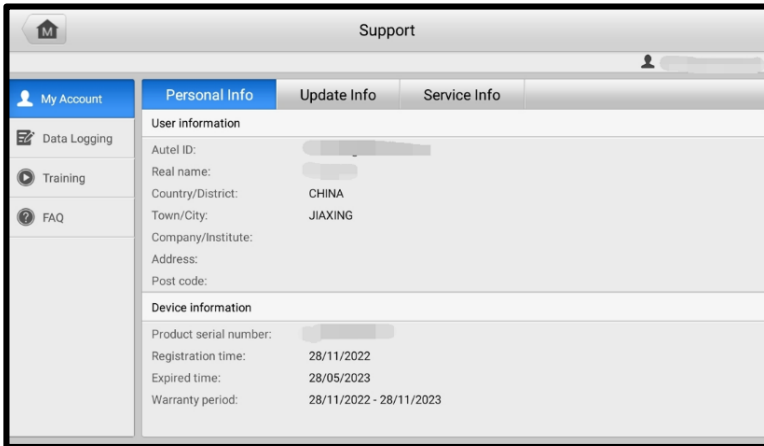 M
Support
My Account
Data Logging
Training
FAQ
Personal Info Update Info Service Info
User information
Autel ID:
Real name:
Country/District: CHINA
Town/City: JIAXING
Company/Institute:
Address:
Post code:
Device information
Product serial number:
Registration time: 28/11/2022
Expired time: 28/05/2023
Warranty period: 28/11/2022 - 28/11/2023